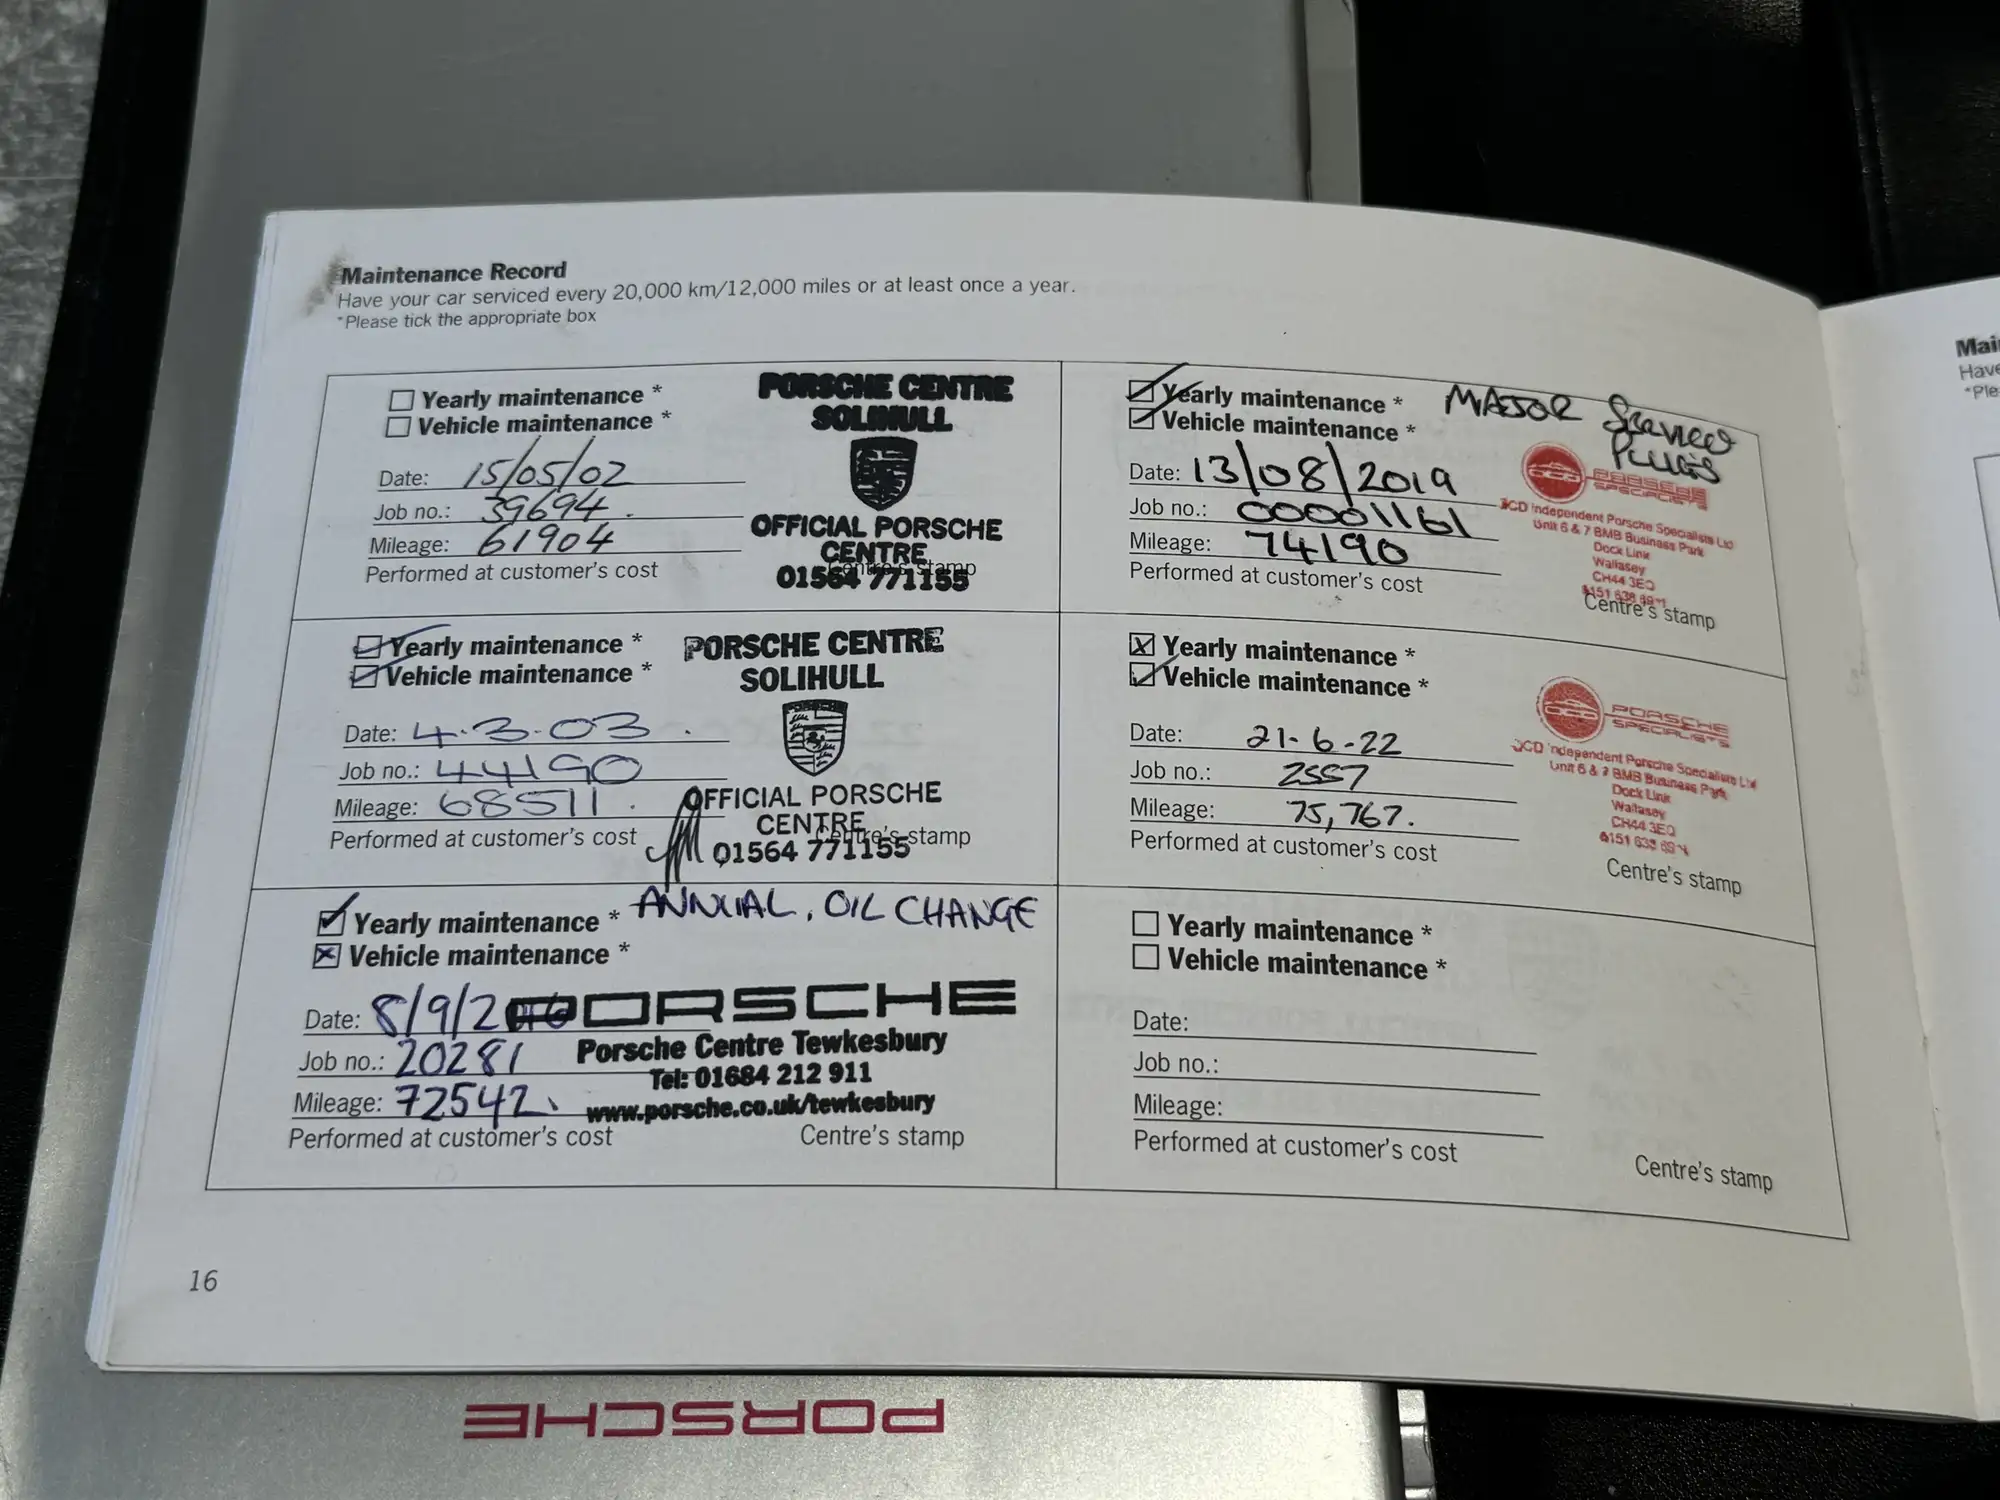 Maintenance Record
Have your car serviced every 20,000 km/12,000 miles or at least once a year.
*Please tick the appropriate box
Yearly maintenance *
Vehicle maintenance *
Date: 15/05/02
Job no.: 39694
Mileage: 61904
Performed at customer's cost
PORSCHE CENTRE
SOLIHULL
OFFICIAL PORSCHE
CENTRE
01564 771155
Centre's stamp
Yearly maintenance *
Vehicle maintenance *
Date: 4.3.03
Job no.: 44190
Mileage: 68511
Performed at customer's cost
PORSCHE CENTRE
SOLIHULL
OFFICIAL PORSCHE
CENTRE
01564 771155
Centre's stamp
Yearly maintenance * ANNUAL, OIL CHANGE
Vehicle maintenance *
Date: 8/9/2016
Job no.: 20281
Mileage: 72542
Performed at customer's cost
PORSCHE
Porsche Centre Tewkesbury
Tel: 01684 212 911
www.porsche.co.uk/tewkesbury
Centre's stamp
Yearly maintenance * MAJOR
Vehicle maintenance *
PLUGS
Date: 13/08/2019
Job no.: 00001161
Mileage: 74190
Performed at customer's cost
PORSCHE
SPECIALISTS
Independent Porsche Specialists Ltd
Unit 6 & 7 BMB Business Park
Dock Link
Wallasey
CH44 3EQ
Centre's stamp
Yearly maintenance *
Vehicle maintenance *
Date: 21-6-22
Job no.: 2557
Mileage: 75,767.
Performed at customer's cost
PORSCHE
SPECIALISTS
Independent Porsche Specialists Ltd
Unit 6 & 7 BMB Business Park
Dock Link
Wallasey
CH44 3EQ
Centre's stamp
Yearly maintenance *
Vehicle maintenance *
Date:
Job no.:
Mileage:
Performed at customer's cost
Centre's stamp
16
Mai
Have
*Ple
PORSCHE